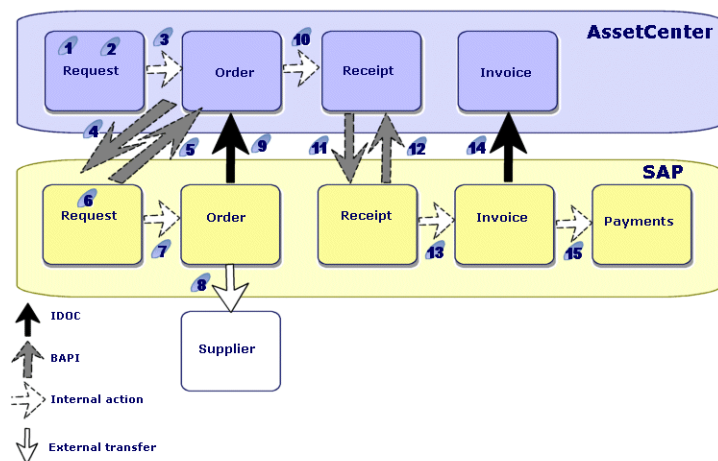 AssetCenter
1 2 3 10
Request Order Receipt Invoice
4 5 9 11 12 14
SAP
6
Request Order Receipt Invoice Payments
7 13 15
8
Supplier
IDOC
BAPI
Internal action
External transfer